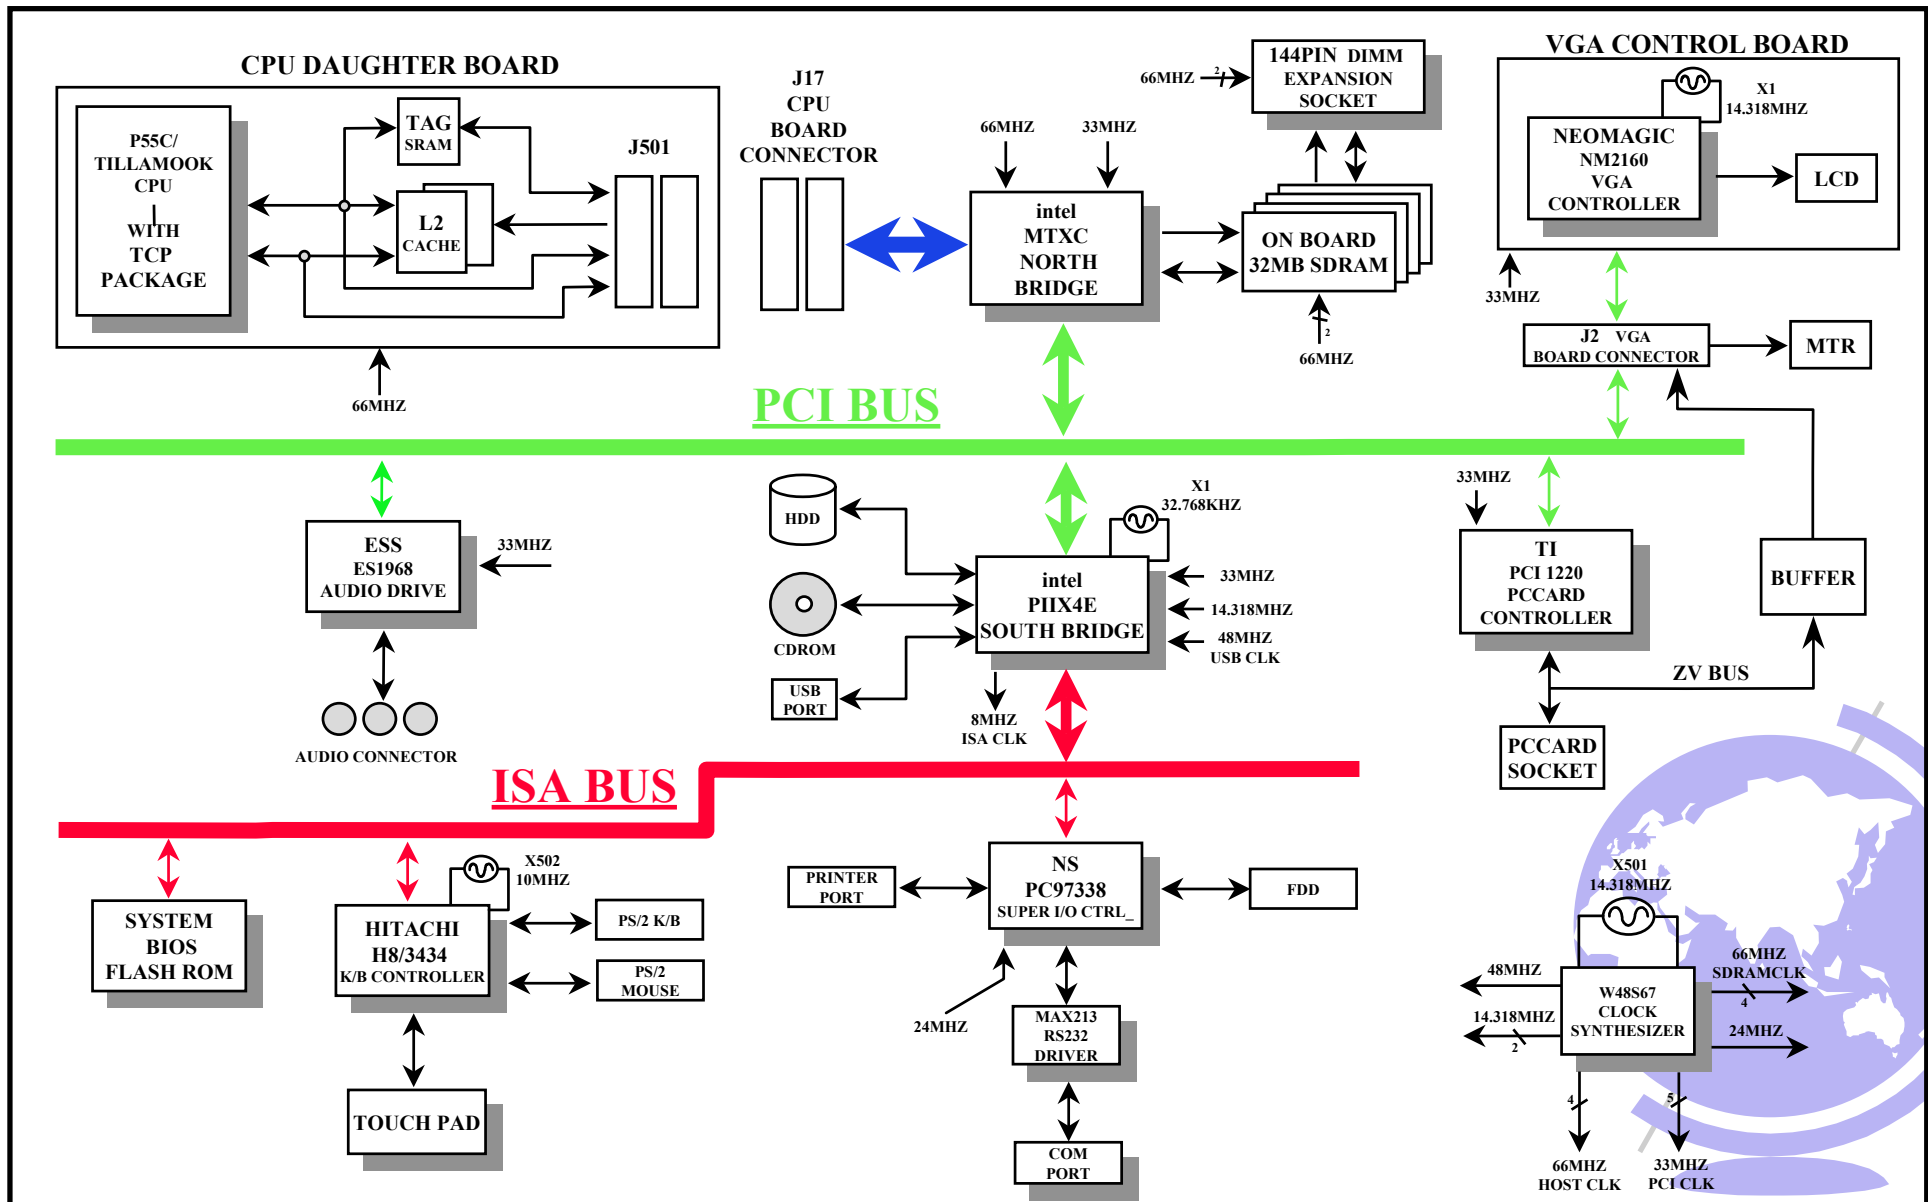 CPU DAUGHTER BOARD
P55C/
TILLAMOOK
CPU
WITH
TCP
PACKAGE
TAG
SRAM
L2
CACHE
J501
66MHZ
J17
CPU
BOARD
CONNECTOR
66MHZ
33MHZ
intel
MTXC
NORTH
BRIDGE
66MHZ
2
144PIN DIMM
EXPANSION
SOCKET
ON BOARD
32MB SDRAM
2
66MHZ
VGA CONTROL BOARD
X1
14.318MHZ
NEOMAGIC
NM2160
VGA
CONTROLLER
LCD
33MHZ
J2 VGA
BOARD CONNECTOR
MTR
PCI BUS
ESS
ES1968
AUDIO DRIVE
33MHZ
AUDIO CONNECTOR
HDD
CDROM
USB
PORT
X1
32.768KHZ
intel
PIIX4E
SOUTH BRIDGE
33MHZ
14.318MHZ
48MHZ
USB CLK
8MHZ
ISA CLK
33MHZ
TI
PCI 1220
PCCARD
CONTROLLER
BUFFER
ZV BUS
PCCARD
SOCKET
ISA BUS
SYSTEM
BIOS
FLASH ROM
X502
10MHZ
HITACHI
H8/3434
K/B CONTROLLER
PS/2 K/B
PS/2
MOUSE
TOUCH PAD
PRINTER
PORT
NS
PC97338
SUPER I/O CTRL_
FDD
24MHZ
MAX213
RS232
DRIVER
COM
PORT
X501
14.318MHZ
48MHZ
14.318MHZ
2
W48S67
CLOCK
SYNTHESIZER
66MHZ
SDRAMCLK
4
24MHZ
4
5
66MHZ
HOST CLK
33MHZ
PCI CLK